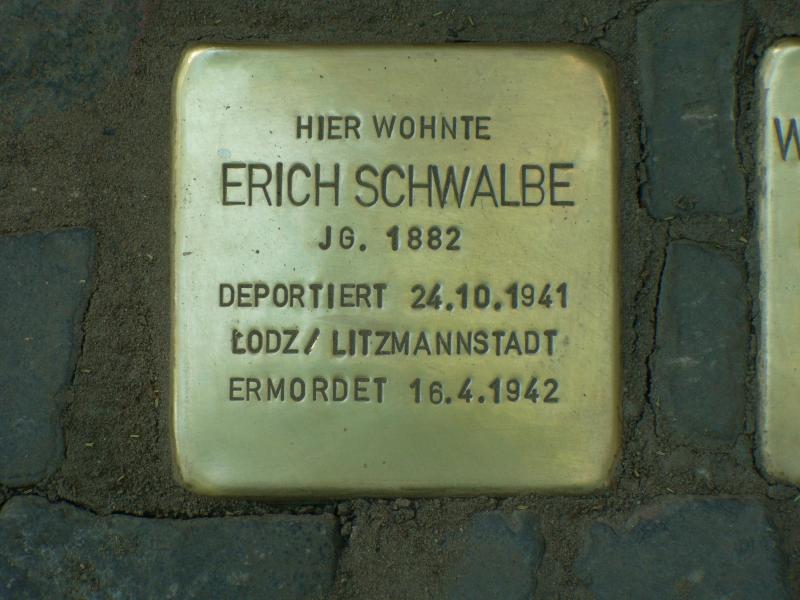 HIER WOHNTE
ERICH SCHWALBE
JG. 1882
DEPORTIERT 24.10.1941
ŁODZ/ LITZMANNSTADT
ERMORDET 16.4.1942
W